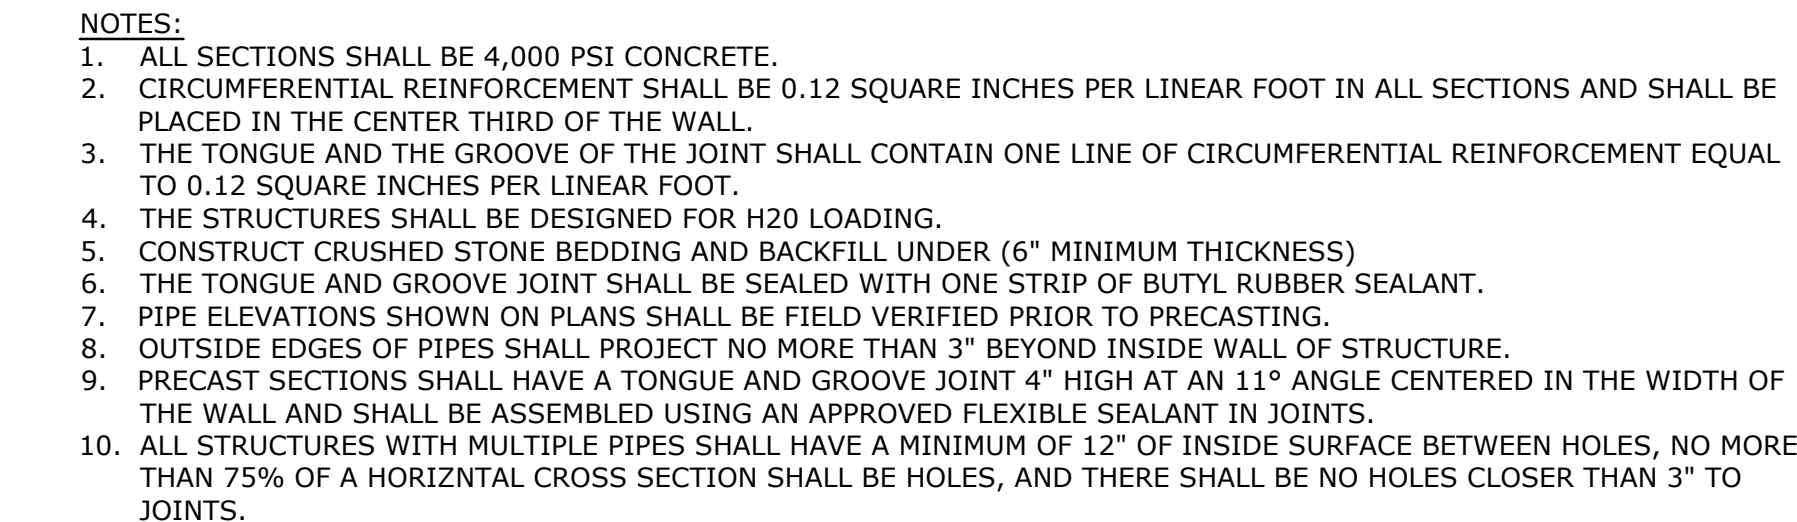 NOTES:
1. ALL SECTIONS SHALL BE 4,000 PSI CONCRETE.
2. CIRCUMFERENTIAL REINFORCEMENT SHALL BE 0.12 SQUARE INCHES PER LINEAR FOOT IN ALL SECTIONS AND SHALL BE
PLACED IN THE CENTER THIRD OF THE WALL.
3. THE TONGUE AND THE GROOVE OF THE JOINT SHALL CONTAIN ONE LINE OF CIRCUMFERENTIAL REINFORCEMENT EQUAL
TO 0.12 SQUARE INCHES PER LINEAR FOOT.
4. THE STRUCTURES SHALL BE DESIGNED FOR H20 LOADING.
5. CONSTRUCT CRUSHED STONE BEDDING AND BACKFILL UNDER (6" MINIMUM THICKNESS)
6. THE TONGUE AND GROOVE JOINT SHALL BE SEALED WITH ONE STRIP OF BUTYL RUBBER SEALANT.
7. PIPE ELEVATIONS SHOWN ON PLANS SHALL BE FIELD VERIFIED PRIOR TO PRECASTING.
8. OUTSIDE EDGES OF PIPES SHALL PROJECT NO MORE THAN 3" BEYOND INSIDE WALL OF STRUCTURE.
9. PRECAST SECTIONS SHALL HAVE A TONGUE AND GROOVE JOINT 4" HIGH AT AN 11° ANGLE CENTERED IN THE WIDTH OF
THE WALL AND SHALL BE ASSEMBLED USING AN APPROVED FLEXIBLE SEALANT IN JOINTS.
10. ALL STRUCTURES WITH MULTIPLE PIPES SHALL HAVE A MINIMUM OF 12" OF INSIDE SURFACE BETWEEN HOLES, NO MORE
THAN 75% OF A HORIZNTAL CROSS SECTION SHALL BE HOLES, AND THERE SHALL BE NO HOLES CLOSER THAN 3" TO
JOINTS.